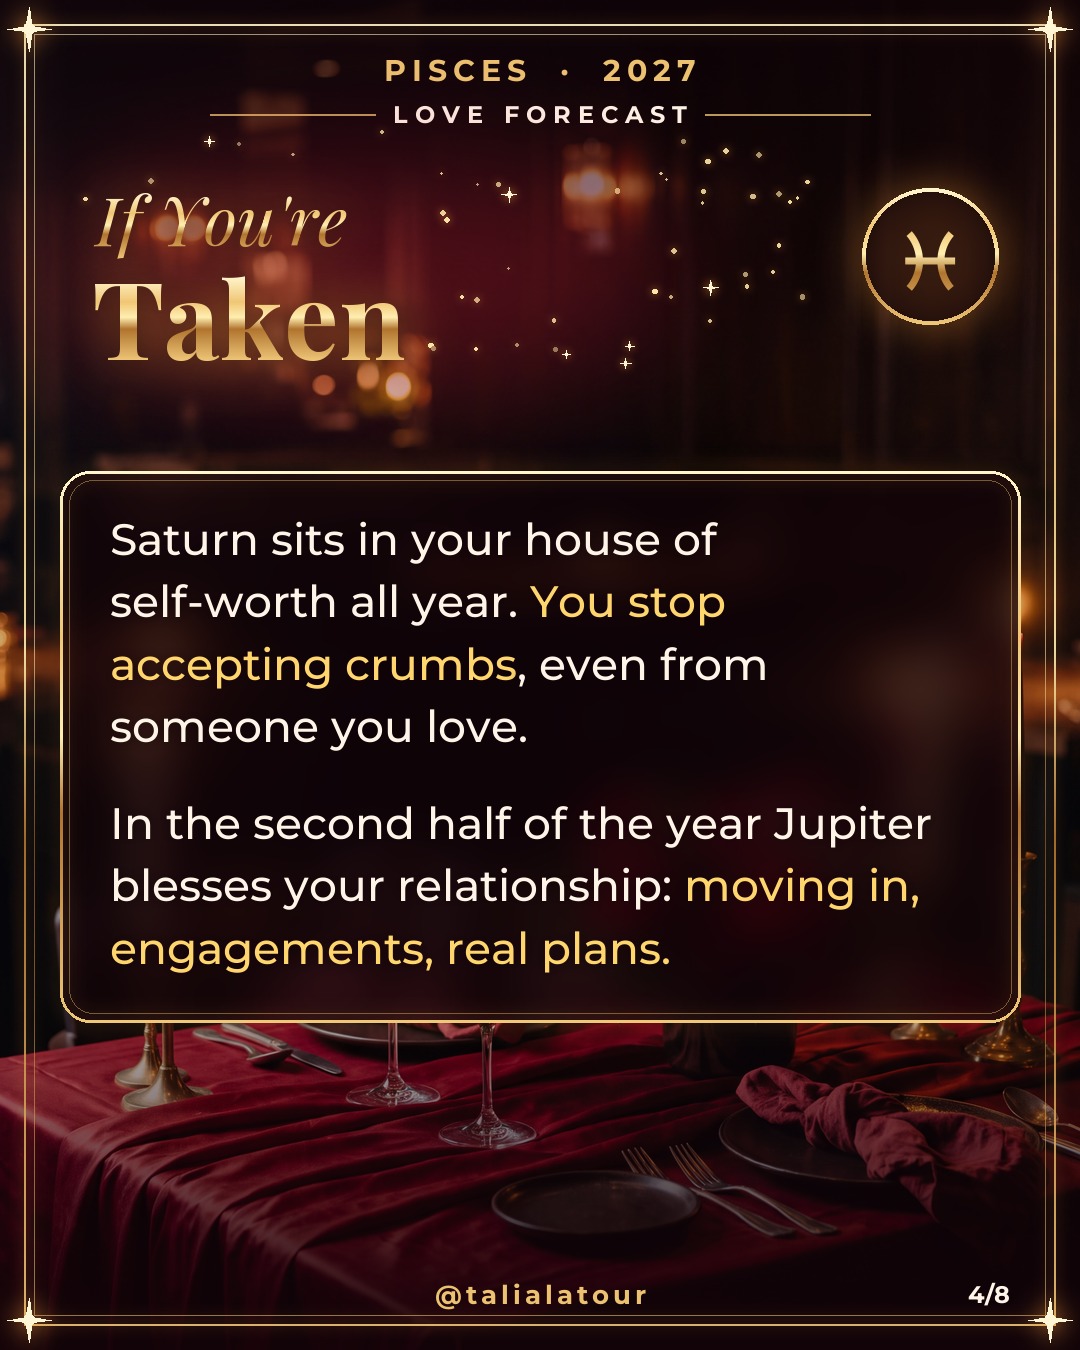 PISCES · 2027
LOVE FORECAST
If You're
Taken
♓
Saturn sits in your house of
self-worth all year. You stop
accepting crumbs, even from
someone you love.
In the second half of the year Jupiter
blesses your relationship: moving in,
engagements, real plans.
@talialatour
4/8